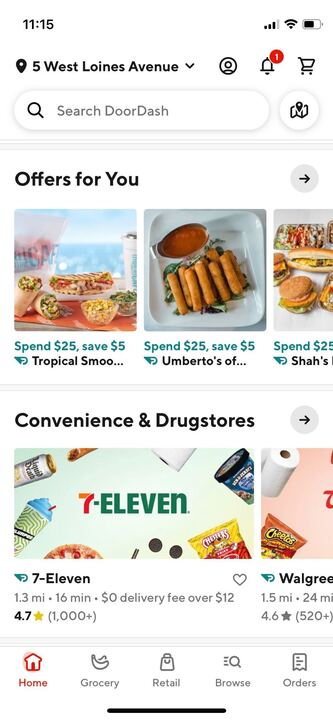 11:15
5 West Loines Avenue
1
Search DoorDash
Offers for You
Spend $25, save $5
Tropical Smoo...
Spend $25, save $5
Umberto's of...
Spend $25
Shah's
Convenience & Drugstores
7-ELEVEN
CHEETOS
Cheetos
7-Eleven
1.3 mi • 16 min • $0 delivery fee over $12
4.7 (1,000+)
Walgree
1.5 mi • 24 mi
4.6 (520+)
Home
Grocery
Retail
Browse
Orders